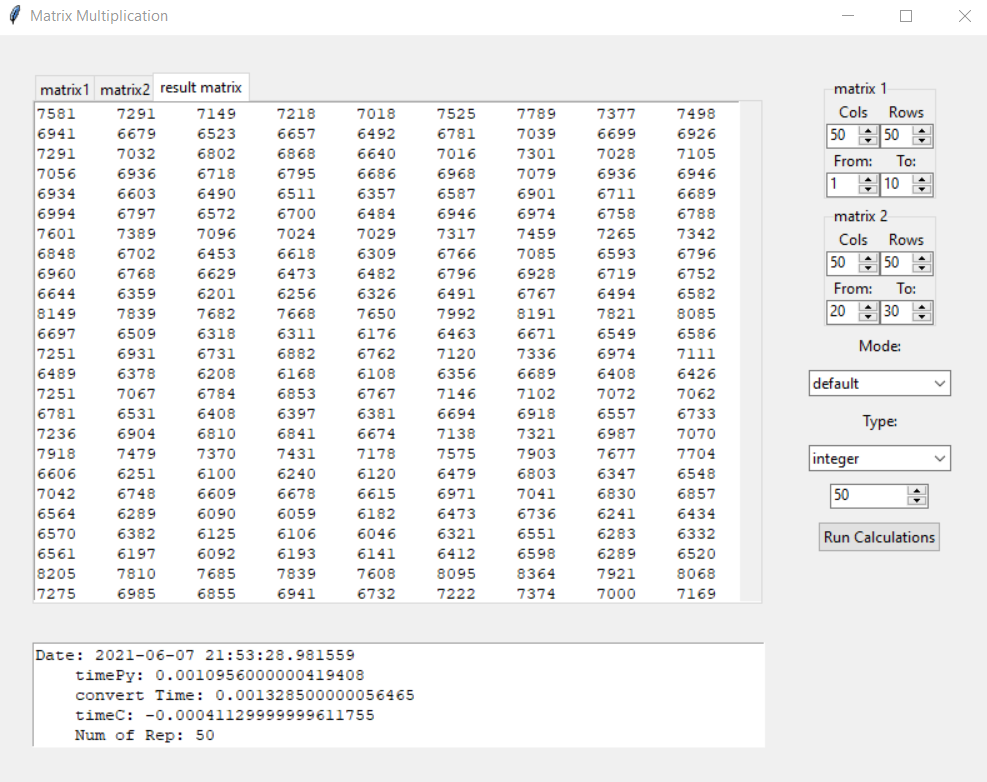 Matrix Multiplication
matrix1 matrix2 result matrix
7581 7291 7149 7218 7018 7525 7789 7377 7498
6941 6679 6523 6657 6492 6781 7039 6699 6926
7291 7032 6802 6868 6640 7016 7301 7028 7105
7056 6936 6718 6795 6686 6968 7079 6936 6946
6934 6603 6490 6511 6357 6587 6901 6711 6689
6994 6797 6572 6700 6484 6946 6974 6758 6788
7601 7389 7096 7024 7029 7317 7459 7265 7342
6848 6702 6453 6618 6309 6766 7085 6593 6796
6960 6768 6629 6473 6482 6796 6928 6719 6752
6644 6359 6201 6256 6326 6491 6767 6494 6582
8149 7839 7682 7668 7650 7992 8191 7821 8085
6697 6509 6318 6311 6176 6463 6671 6549 6586
7251 6931 6731 6882 6762 7120 7336 6974 7111
6489 6378 6208 6168 6108 6356 6689 6408 6426
7251 7067 6784 6853 6767 7146 7102 7072 7062
6781 6531 6408 6397 6381 6694 6918 6557 6733
7236 6904 6810 6841 6674 7138 7321 6987 7070
7918 7479 7370 7431 7178 7575 7903 7677 7704
6606 6251 6100 6240 6120 6479 6803 6347 6548
7042 6748 6609 6678 6615 6971 7041 6830 6857
6564 6289 6090 6059 6182 6473 6736 6241 6434
6570 6382 6125 6106 6046 6321 6551 6283 6332
6561 6197 6092 6193 6141 6412 6598 6289 6520
8205 7810 7685 7839 7608 8095 8364 7921 8068
7275 6985 6855 6941 6732 7222 7374 7000 7169
matrix 1
Cols Rows
50 50
From: To:
1 10
matrix 2
Cols Rows
50 50
From: To:
20 30
Mode:
default
Type:
integer
50
Run Calculations
Date: 2021-06-07 21:53:28.981559
timePy: 0.0010956000000419408
convert Time: 0.001328500000056465
timeC: -0.00041129999999611755
Num of Rep: 50